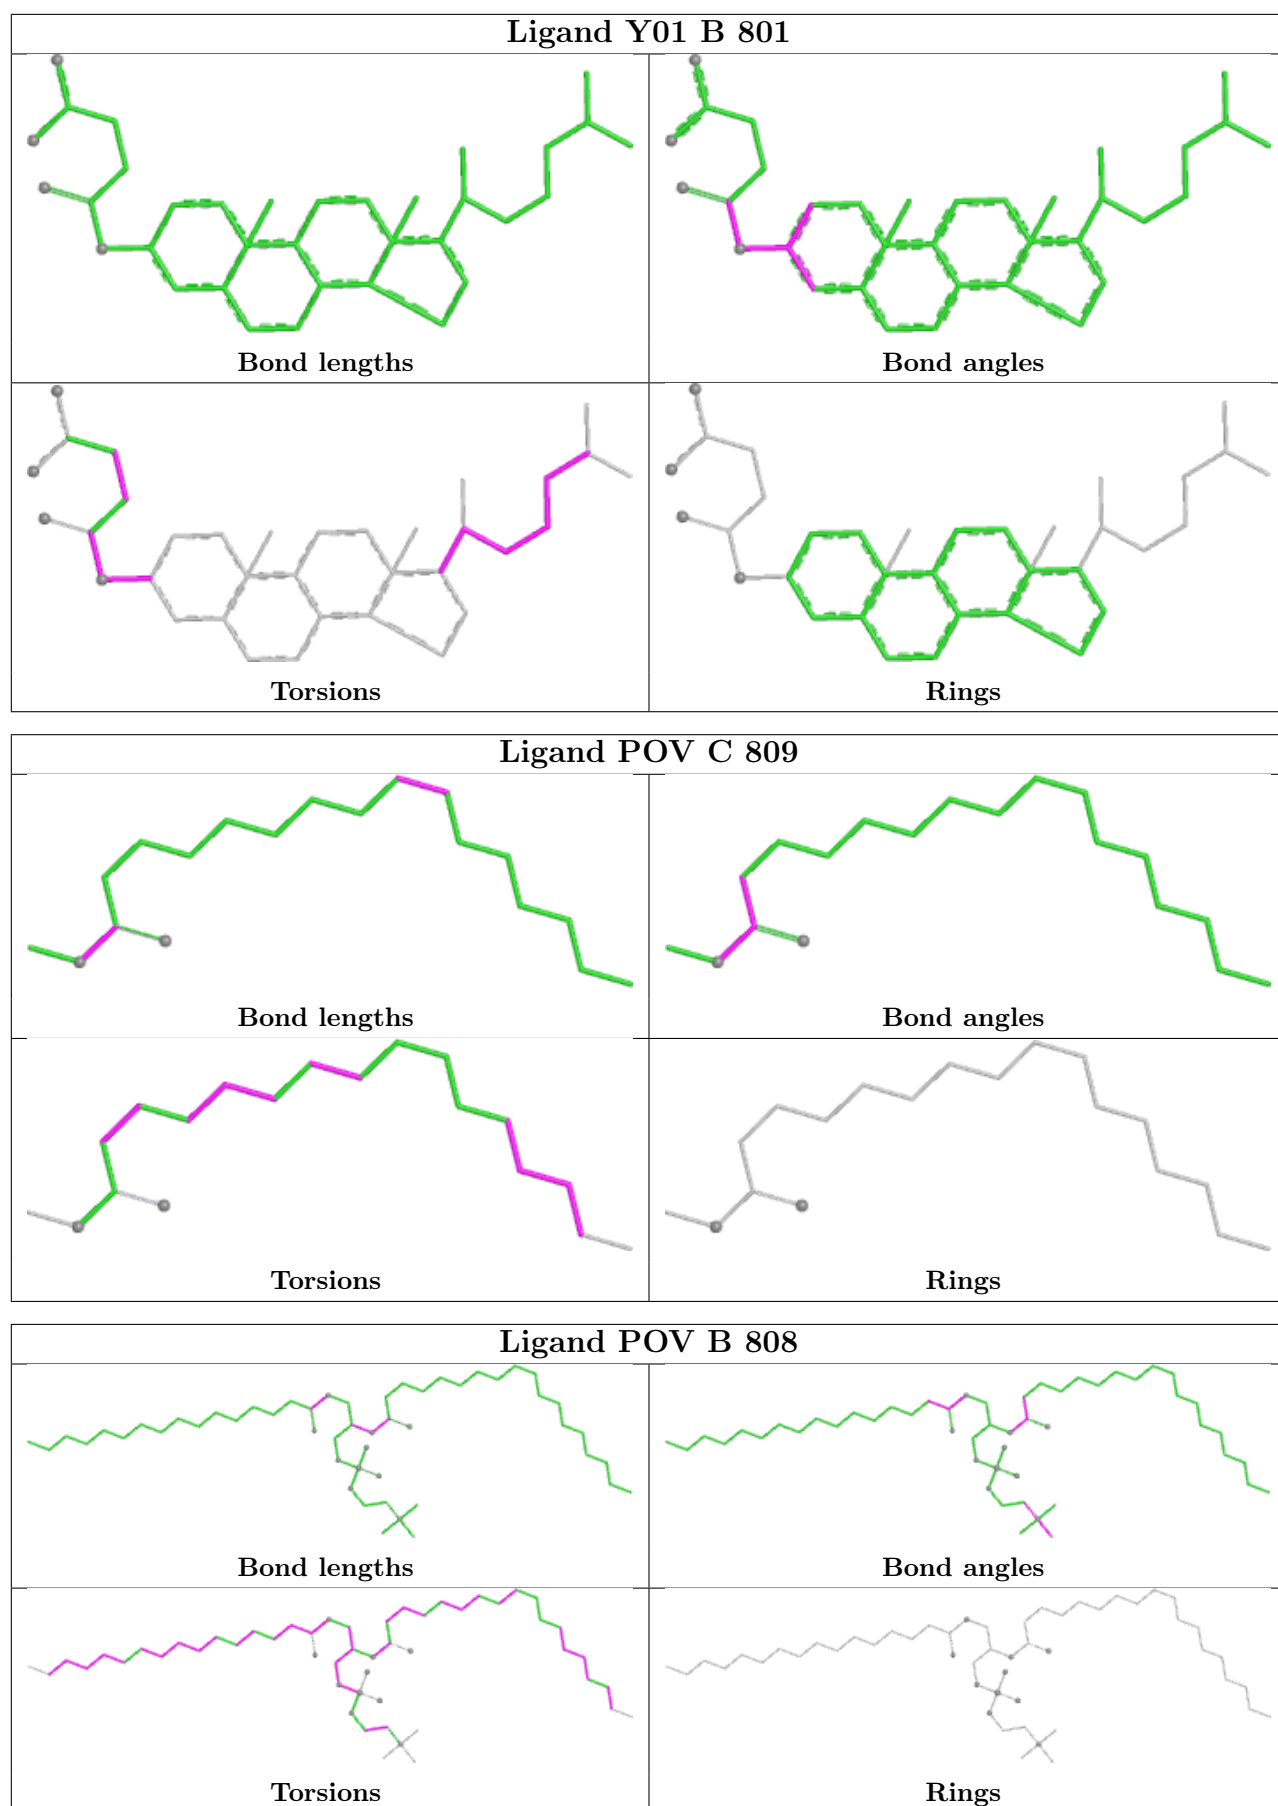 Ligand Y01 B 801
Bond lengths
Bond angles
Torsions
Rings
Ligand POV C 809
Bond lengths
Bond angles
Torsions
Rings
Ligand POV B 808
Bond lengths
Bond angles
Torsions
Rings